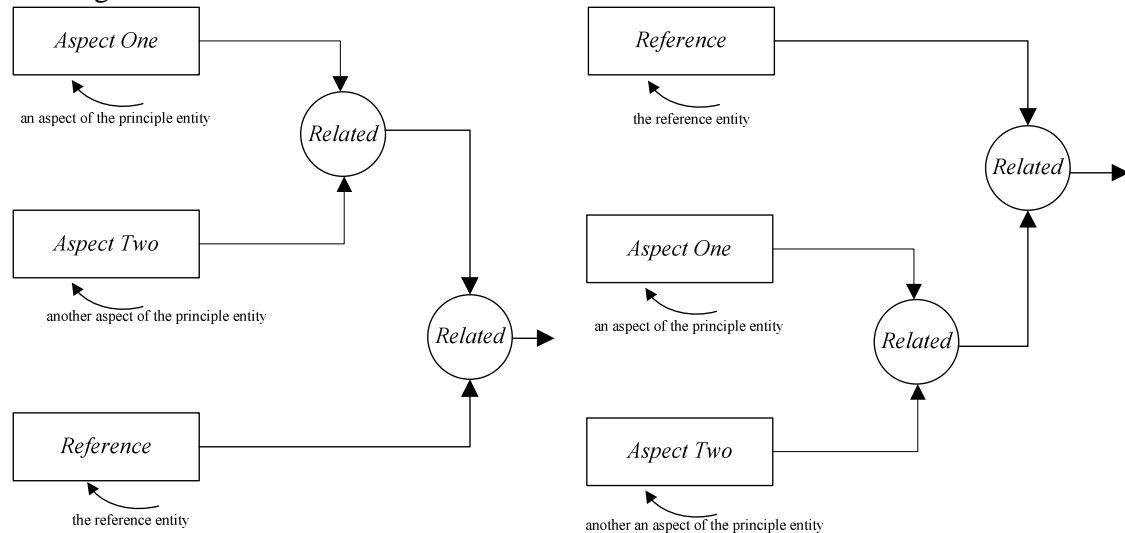 Aspect One
an aspect of the principle entity
Related
Aspect Two
another aspect of the principle entity
Related
Reference
the reference entity
Reference
the reference entity
Related
Aspect One
an aspect of the principle entity
Related
Aspect Two
another an aspect of the principle entity